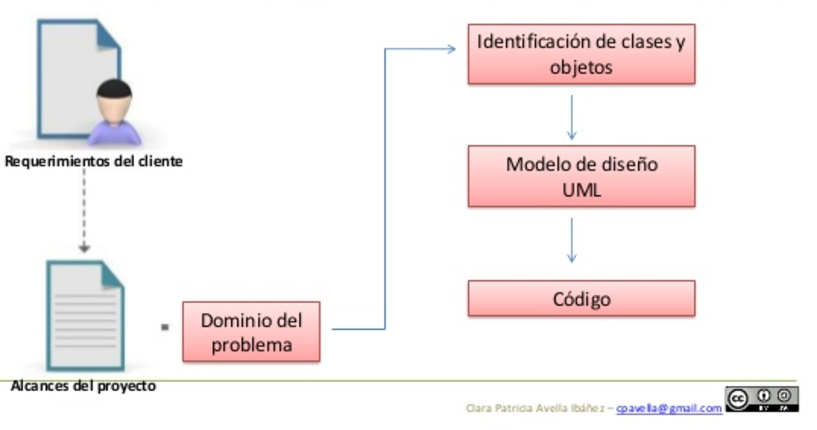 Requerimientos del cliente
Alcances del proyecto
Dominio del
problema
Identificación de clases y
objetos
Modelo de diseño
UML
Código
Clara Patricia Avella Ibáñez – cpavella@gmail.com